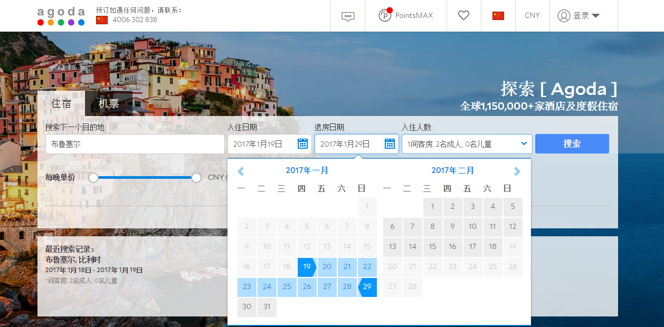 agoda
预订如遇任何问题，请联系：
4006 302 838
P PointsMAX
CNY
登录
探索 [ Agoda ]
全球1,150,000+家酒店及度假住宿
住宿 机票
搜索下一个目的地 入住日期: 退房日期: 入住人数:
布鲁塞尔 2017年1月19日 2017年1月29日 1间客房, 2名成人, 0名儿童 搜索
每晚单价 CNY
2017年一月 2017年二月
一 二 三 四 五 六 日 一 二 三 四 五 六 日
1 1 2 3 4 5
2 3 4 5 6 7 8 6 7 8 9 10 11 12
9 10 11 12 13 14 15 13 14 15 16 17 18 19
16 17 18 19 20 21 22 20 21 22 23 24 25 26
23 24 25 26 27 28 29 27 28
30 31
最近搜索记录：
布鲁塞尔, 比利时
2017年1月18日 - 2017年1月19日
1间客房, 2名成人, 0名儿童